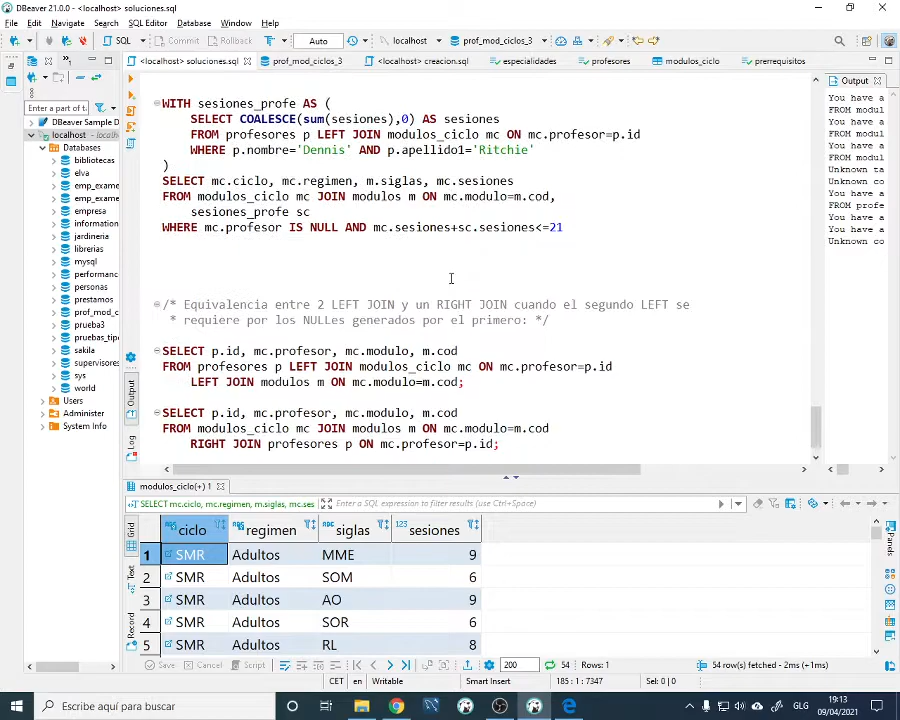 DBeaver 21.0.0 - <localhost> soluciones.sql
File Edit Navigate Search SQL Editor Database Window Help
SQL Commit Rollback Auto localhost prof_mod_ciclos_3
<localhost> soluciones.sql prof_mod_ciclos_3 <localhost> creacion.sql especialidades profesores modulos_ciclo prerrequisitos
Output
Enter a part of t
DBeaver Sample D
localhost
Databases
bibliotecas
elva
emp_exame
emp_exame
empresa
information
jardineria
librerias
mysql
performanc
personas
prestamos
prof_mod_c
prueba3
pruebas_tipo
sakila
supervisores
sys
world
Users
Administer
System Info
Output
Log
WITH sesiones_profe AS (
SELECT COALESCE(sum(sesiones),0) AS sesiones
FROM profesores p LEFT JOIN modulos_ciclo mc ON mc.profesor=p.id
WHERE p.nombre='Dennis' AND p.apellido1='Ritchie'
)
SELECT mc.ciclo, mc.regimen, m.siglas, mc.sesiones
FROM modulos_ciclo mc JOIN modulos m ON mc.modulo=m.cod,
sesiones_profe sc
WHERE mc.profesor IS NULL AND mc.sesiones+sc.sesiones<=21
/* Equivalencia entre 2 LEFT JOIN y un RIGHT JOIN cuando el segundo LEFT se
* requiere por los NULLes generados por el primero: */
SELECT p.id, mc.profesor, mc.modulo, m.cod
FROM profesores p LEFT JOIN modulos_ciclo mc ON mc.profesor=p.id
LEFT JOIN modulos m ON mc.modulo=m.cod;
SELECT p.id, mc.profesor, mc.modulo, m.cod
FROM modulos_ciclo mc JOIN modulos m ON mc.modulo=m.cod
RIGHT JOIN profesores p ON mc.profesor=p.id;
You have a
FROM modul
You have a
FROM modul
You have a
FROM modul
Unknown ta
Unknown co
You have a
FROM profe
You have a
You have a
Unknown co
modulos_ciclo(+) 1
SELECT mc.ciclo, mc.regimen, m.siglas, mc.ses Enter a SQL expression to filter results (Ctrl+Space)
Grid
Text
Record
Panels
ciclo regimen siglas 123 sesiones
1 SMR Adultos MME 9
2 SMR Adultos SOM 6
3 SMR Adultos AO 9
4 SMR Adultos SOR 6
5 SMR Adultos RL 8
Save Cancel Script 200 54 Rows: 1 54 row(s) fetched - 2ms (+1ms)
CET en Writable Smart Insert 185 : 1 : 7347 Sel: 0 | 0
Escribe aquí para buscar
GLG
19:13
09/04/2021